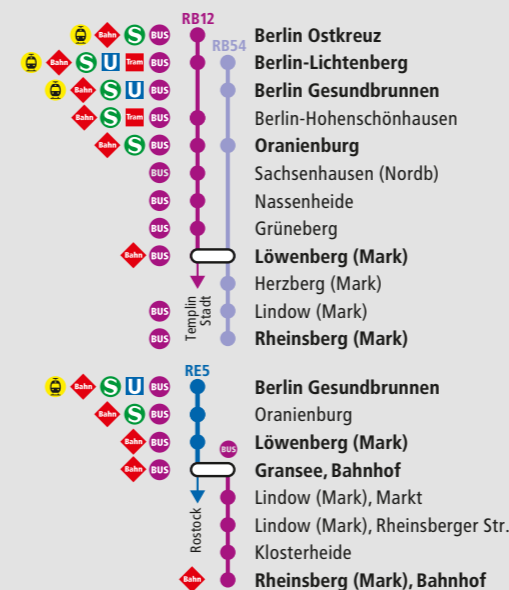 RB12
Bahn S BUS Berlin Ostkreuz
RB54
Bahn S U Tram BUS Berlin-Lichtenberg
Bahn S U BUS Berlin Gesundbrunnen
Bahn S Tram BUS Berlin-Hohenschönhausen
Bahn S BUS Oranienburg
BUS Sachsenhausen (Nordb)
BUS Nassenheide
BUS Grüneberg
Bahn BUS Löwenberg (Mark)
Herzberg (Mark)
Templin
Stadt
BUS Lindow (Mark)
BUS Rheinsberg (Mark)
RE5
Bahn S U BUS Berlin Gesundbrunnen
Bahn S BUS Oranienburg
Bahn BUS Löwenberg (Mark)
BUS
Bahn BUS Gransee, Bahnhof
Lindow (Mark), Markt
Rostock
Lindow (Mark), Rheinsberger Str.
Klosterheide
Bahn Rheinsberg (Mark), Bahnhof